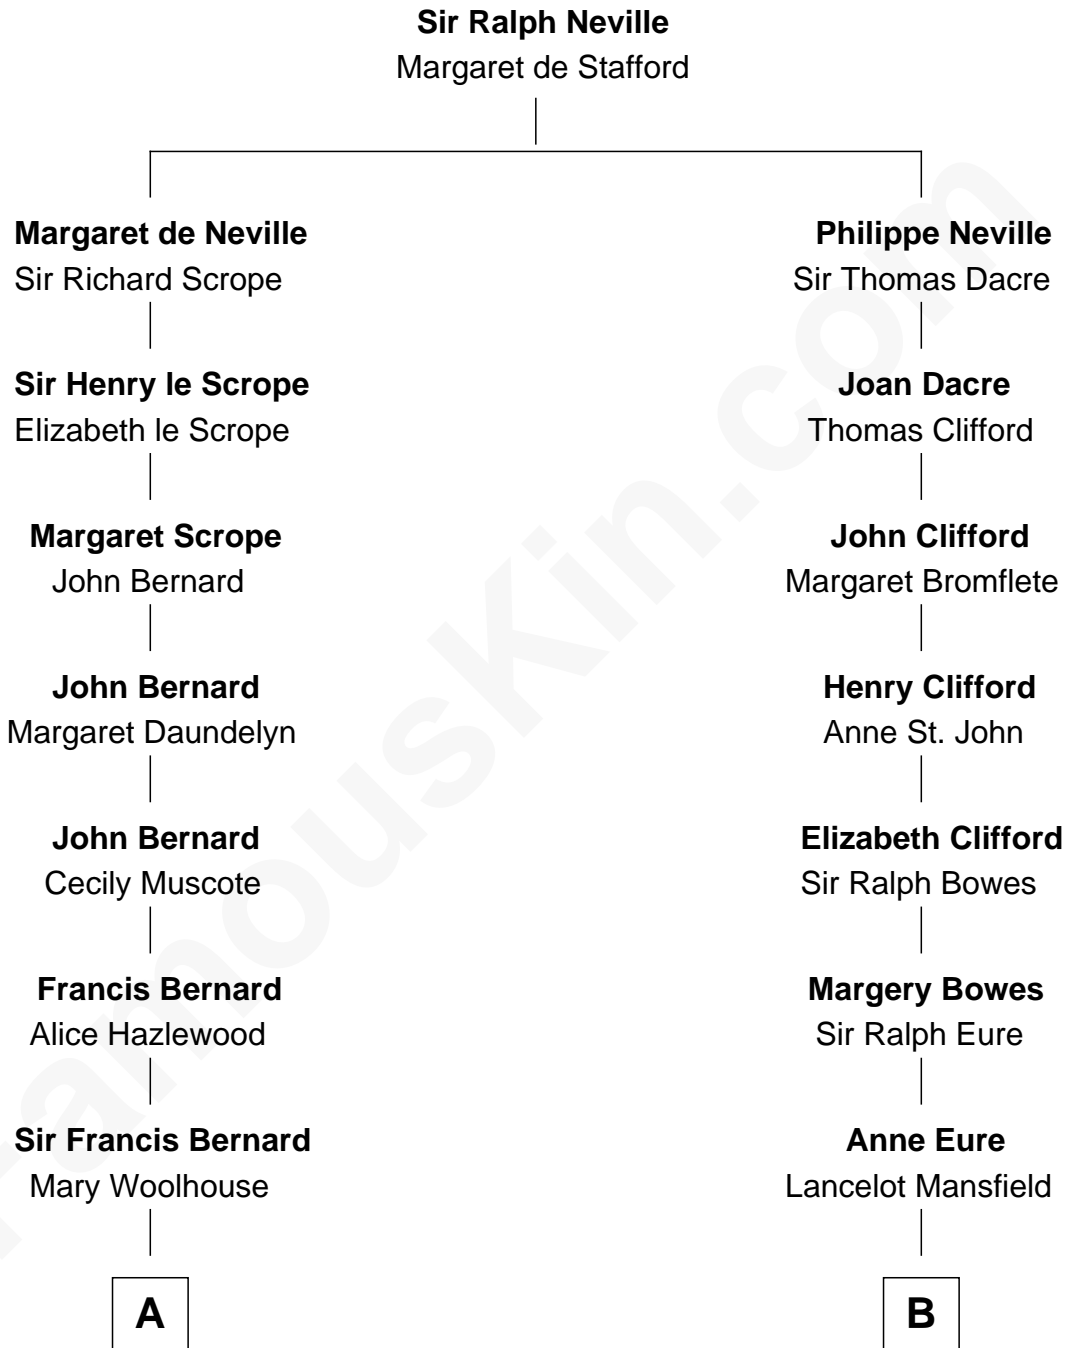 Sir Ralph Neville
Margaret de Stafford
Margaret de Neville
Sir Richard Scrope
Sir Henry le Scrope
Elizabeth le Scrope
Margaret Scrope
John Bernard
John Bernard
Margaret Daundelyn
John Bernard
Cecily Muscote
Francis Bernard
Alice Hazlewood
Sir Francis Bernard
Mary Woolhouse
A
Philippe Neville
Sir Thomas Dacre
Joan Dacre
Thomas Clifford
John Clifford
Margaret Bromflete
Henry Clifford
Anne St. John
Elizabeth Clifford
Sir Ralph Bowes
Margery Bowes
Sir Ralph Eure
Anne Eure
Lancelot Mansfield
B
FamousKin.com